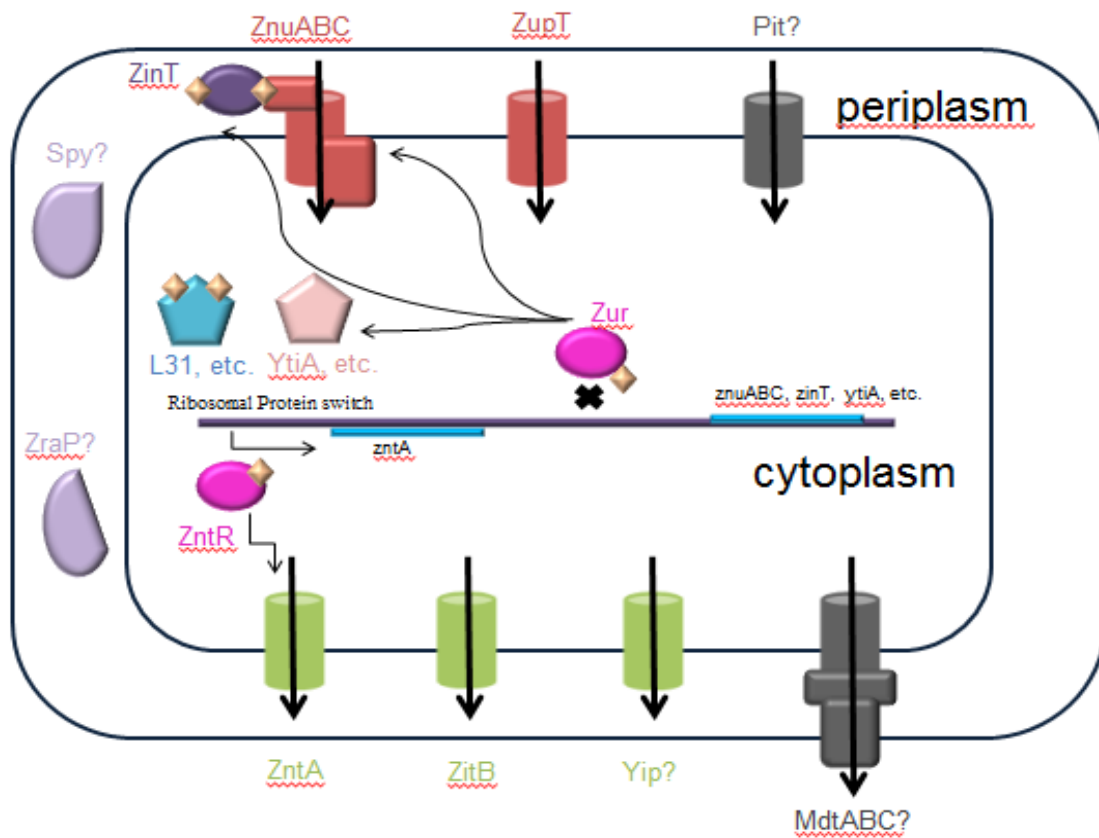 ZnuABC
ZupT
Pit?
ZinT
periplasm
Spy?
Zur
L31, etc.
YtiA, etc.
Ribosomal Protein switch
znuABC, zinT, ytiA, etc.
zntA
ZraP?
cytoplasm
ZntR
ZntA
ZitB
Yip?
MdtABC?